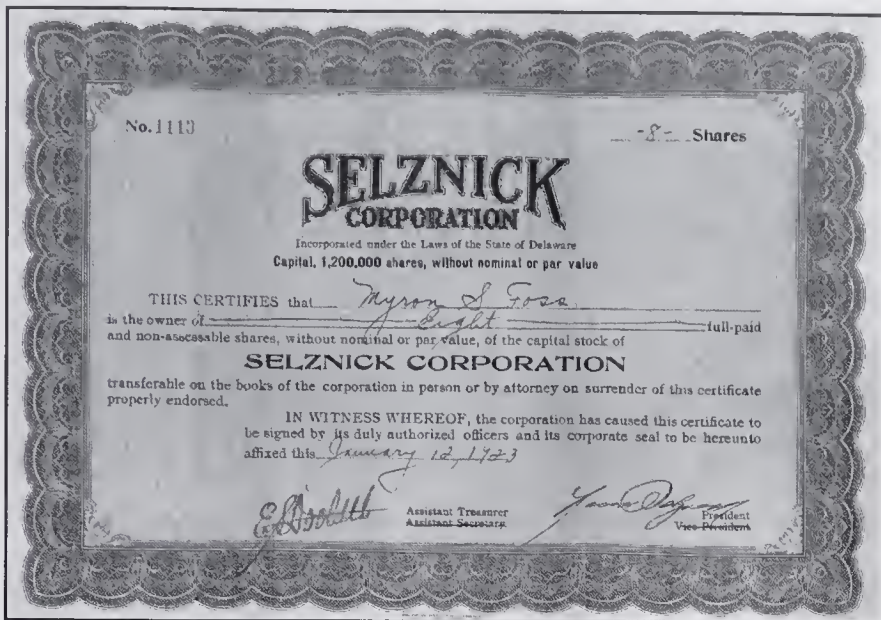 No. 1113
-8- Shares
SELZNICK
CORPORATION
Incorporated under the Laws of the State of Delaware
Capital, 1,200,000 shares, without nominal or par value
THIS CERTIFIES that Myron S Foss
is the owner of Eight full-paid
and non-assessable shares, without nominal or par value, of the capital stock of
SELZNICK CORPORATION
transferable on the books of the corporation in person or by attorney on surrender of this certificate
properly endorsed.
IN WITNESS WHEREOF, the corporation has caused this certificate to
be signed by its duly authorized officers and its corporate seal to be hereunto
affixed this January 12, 1923
Assistant Treasurer
Assistant Secretary.
President
Vice President